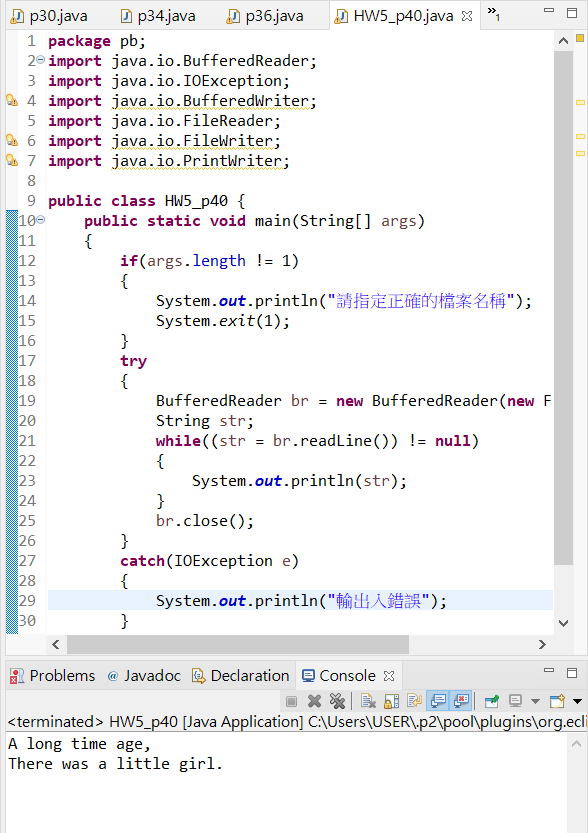 p30.java p34.java p36.java HW5_p40.java »1
1 package pb;
2 import java.io.BufferedReader;
3 import java.io.IOException;
4 import java.io.BufferedWriter;
5 import java.io.FileReader;
6 import java.io.FileWriter;
7 import java.io.PrintWriter;
8
9 public class HW5_p40 {
10 public static void main(String[] args)
11 {
12 if(args.length != 1)
13 {
14 System.out.println("請指定正確的檔案名稱");
15 System.exit(1);
16 }
17 try
18 {
19 BufferedReader br = new BufferedReader(new F
20 String str;
21 while((str = br.readLine()) != null)
22 {
23 System.out.println(str);
24 }
25 br.close();
26 }
27 catch(IOException e)
28 {
29 System.out.println("輸出入錯誤");
30 }
Problems @ Javadoc Declaration Console
<terminated> HW5_p40 [Java Application] C:\Users\USER\.p2\pool\plugins\org.ecli
A long time age,
There was a little girl.